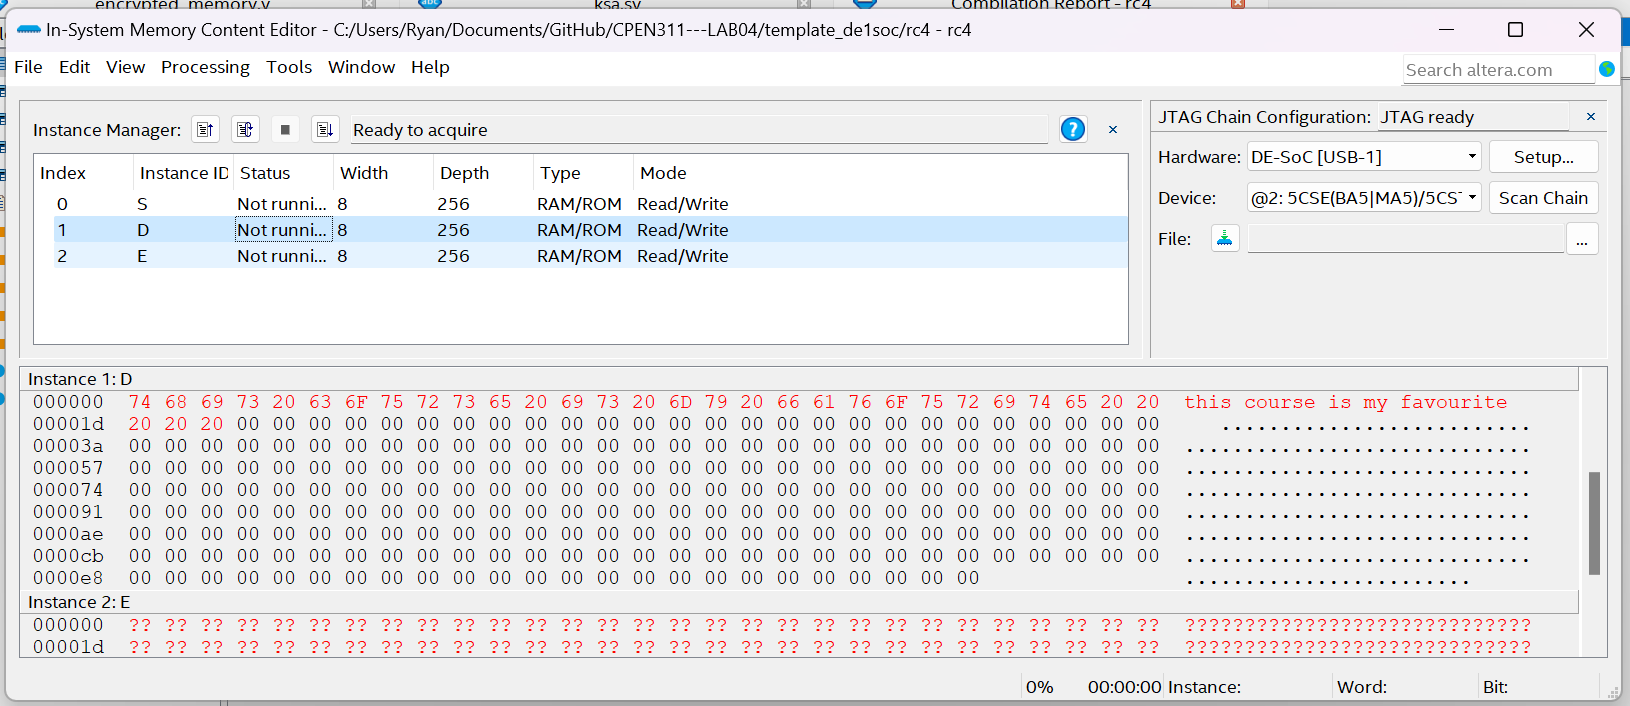 encrypted_memory.v
ksa.sv
Compilation Report - rc4
In-System Memory Content Editor - C:/Users/Ryan/Documents/GitHub/CPEN311---LAB04/template_de1soc/rc4 - rc4
File Edit View Processing Tools Window Help
Search altera.com
Instance Manager: Ready to acquire
Index Instance ID Status Width Depth Type Mode
0 S Not runni... 8 256 RAM/ROM Read/Write
1 D Not runni... 8 256 RAM/ROM Read/Write
2 E Not runni... 8 256 RAM/ROM Read/Write
JTAG Chain Configuration: JTAG ready
Hardware: DE-SoC [USB-1] Setup...
Device: @2: 5CSE(BA5|MA5)/5CST Scan Chain
File: ...
Instance 1: D
000000 74 68 69 73 20 63 6F 75 72 73 65 20 69 73 20 6D 79 20 66 61 76 6F 75 72 69 74 65 20 20 this course is my favourite
00001d 20 20 20 00 00 00 00 00 00 00 00 00 00 00 00 00 00 00 00 00 00 00 00 00 00 00 00 00 00 ..........................
00003a 00 00 00 00 00 00 00 00 00 00 00 00 00 00 00 00 00 00 00 00 00 00 00 00 00 00 00 00 00 .............................
000057 00 00 00 00 00 00 00 00 00 00 00 00 00 00 00 00 00 00 00 00 00 00 00 00 00 00 00 00 00 .............................
000074 00 00 00 00 00 00 00 00 00 00 00 00 00 00 00 00 00 00 00 00 00 00 00 00 00 00 00 00 00 .............................
000091 00 00 00 00 00 00 00 00 00 00 00 00 00 00 00 00 00 00 00 00 00 00 00 00 00 00 00 00 00 .............................
0000ae 00 00 00 00 00 00 00 00 00 00 00 00 00 00 00 00 00 00 00 00 00 00 00 00 00 00 00 00 00 .............................
0000cb 00 00 00 00 00 00 00 00 00 00 00 00 00 00 00 00 00 00 00 00 00 00 00 00 00 00 00 00 00 .............................
0000e8 00 00 00 00 00 00 00 00 00 00 00 00 00 00 00 00 00 00 00 00 00 00 00 00 ........................
Instance 2: E
000000 ?? ?? ?? ?? ?? ?? ?? ?? ?? ?? ?? ?? ?? ?? ?? ?? ?? ?? ?? ?? ?? ?? ?? ?? ?? ?? ?? ?? ?? ?????????????????????????????
00001d ?? ?? ?? ?? ?? ?? ?? ?? ?? ?? ?? ?? ?? ?? ?? ?? ?? ?? ?? ?? ?? ?? ?? ?? ?? ?? ?? ?? ?? ?????????????????????????????
0% 00:00:00 Instance: Word: Bit: